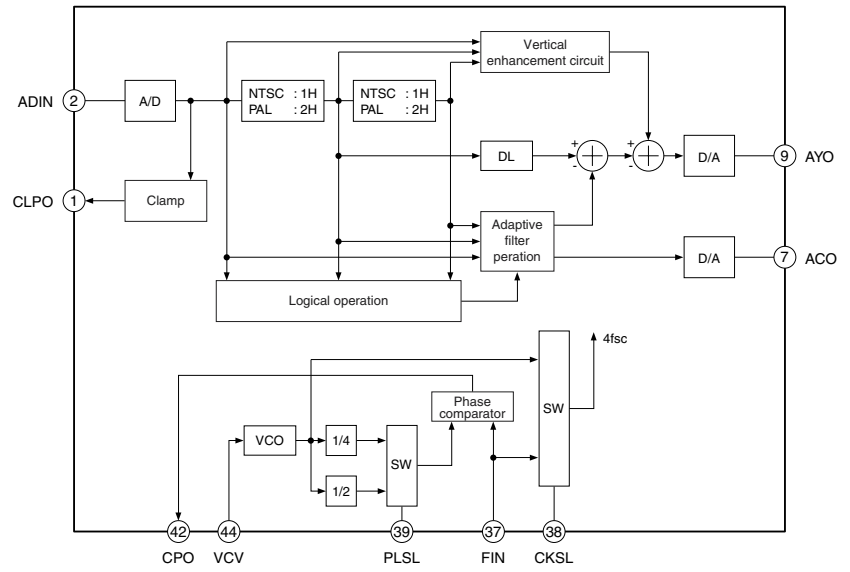 Vertical
enhancement circuit
ADIN
2
A/D
NTSC : 1H
PAL : 2H
NTSC : 1H
PAL : 2H
DL
+
-
+
-
D/A
9
AYO
CLPO
1
Clamp
Adaptive
filter
peration
D/A
7
ACO
Logical operation
4fsc
Phase
comparator
SW
VCO
1/4
SW
1/2
42
44
39
37
38
CPO
VCV
PLSL
FIN
CKSL